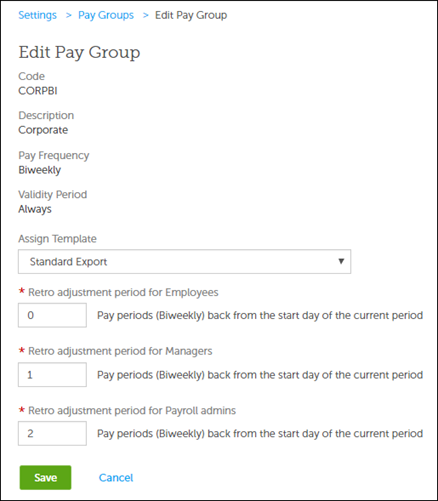 Settings > Pay Groups > Edit Pay Group
Edit Pay Group
Code
CORPBI
Description
Corporate
Pay Frequency
Biweekly
Validity Period
Always
Assign Template
Standard Export
* Retro adjustment period for Employees
0 Pay periods (Biweekly) back from the start day of the current period
* Retro adjustment period for Managers
1 Pay periods (Biweekly) back from the start day of the current period
* Retro adjustment period for Payroll admins
2 Pay periods (Biweekly) back from the start day of the current period
Save Cancel